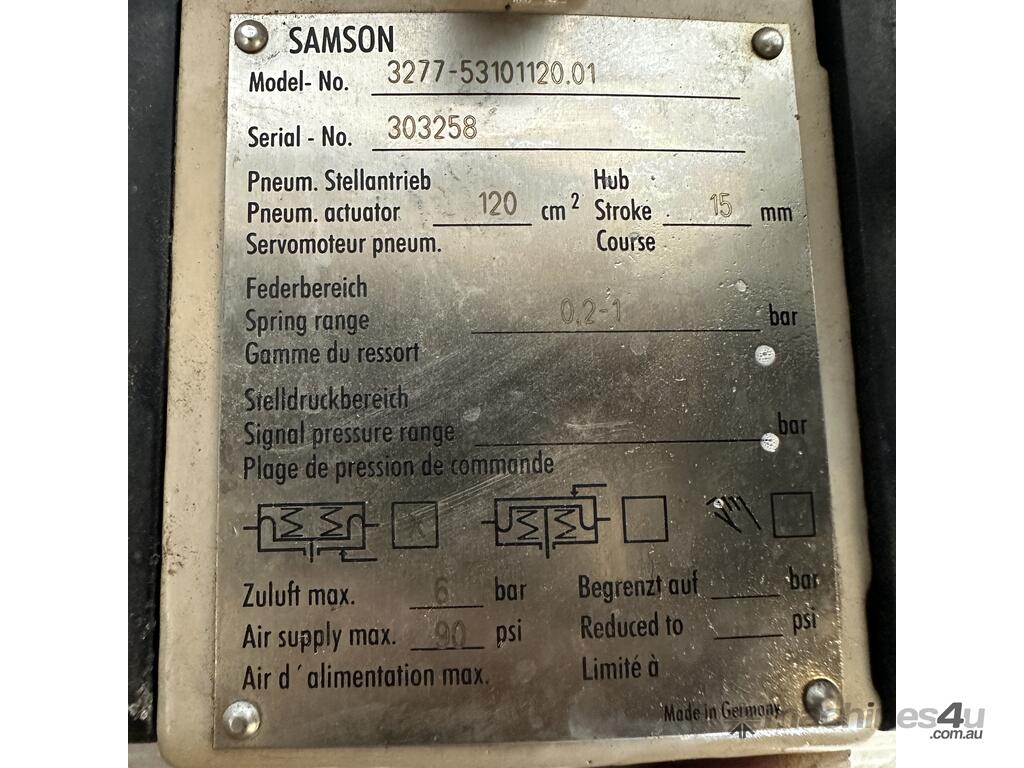 SAMSON
Model- No. 3277-53101120.01
Serial - No. 303258
Pneum. Stellantrieb Hub
Pneum. actuator 120 cm² Stroke 15 mm
Servomoteur pneum. Course
Federbereich
Spring range 0,2-1 bar
Gamme du ressort
Stelldruckbereich
Signal pressure range bar
Plage de pression de commande
X
Zuluft max. 6 bar Begrenzt auf bar
Air supply max. 90 psi Reduced to psi
Air d´alimentation max. Limité à
Made in Germany
machines4u
.com.au